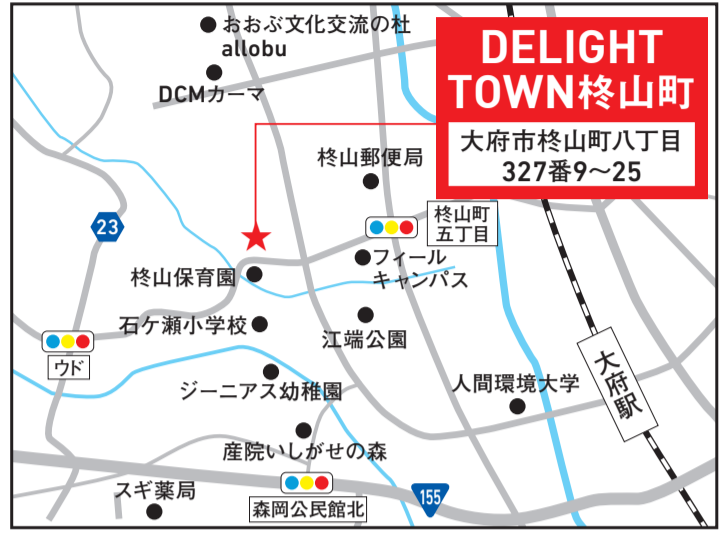 おおぶ文化交流の杜
allobu
DCMカーマ
DELIGHT
TOWN柊山町
大府市柊山町八丁目
327番9〜25
柊山郵便局
柊山町
五丁目
23
フィール
キャンパス
柊山保育園
石ケ瀬小学校
江端公園
ウド
ジーニアス幼稚園
人間環境大学
大府駅
産院いしがせの森
スギ薬局
森岡公民館北
155